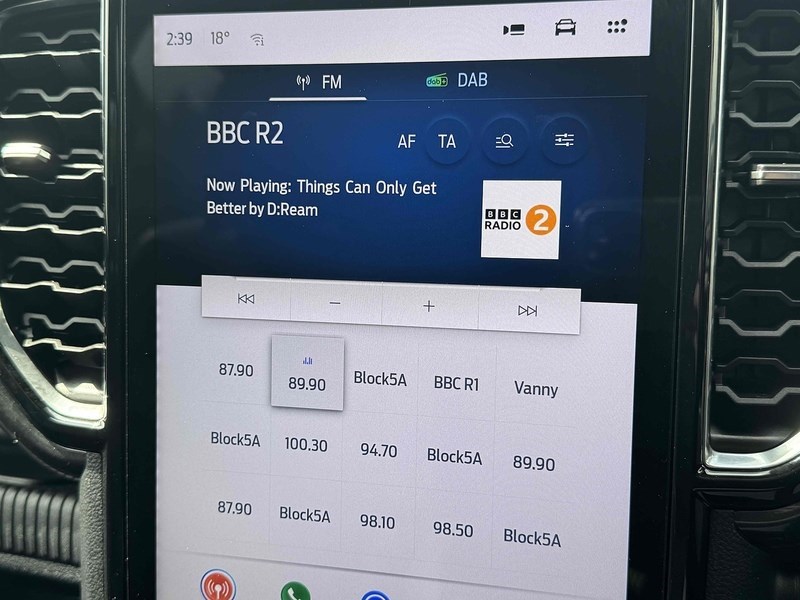 2:39 18°
FM dab+ DAB
BBC R2 AF TA
Now Playing: Things Can Only Get
Better by D:Ream
BBC
RADIO 2
87.90 89.90 Block5A BBC R1 Vanny
Block5A 100.30 94.70 Block5A 89.90
87.90 Block5A 98.10 98.50 Block5A